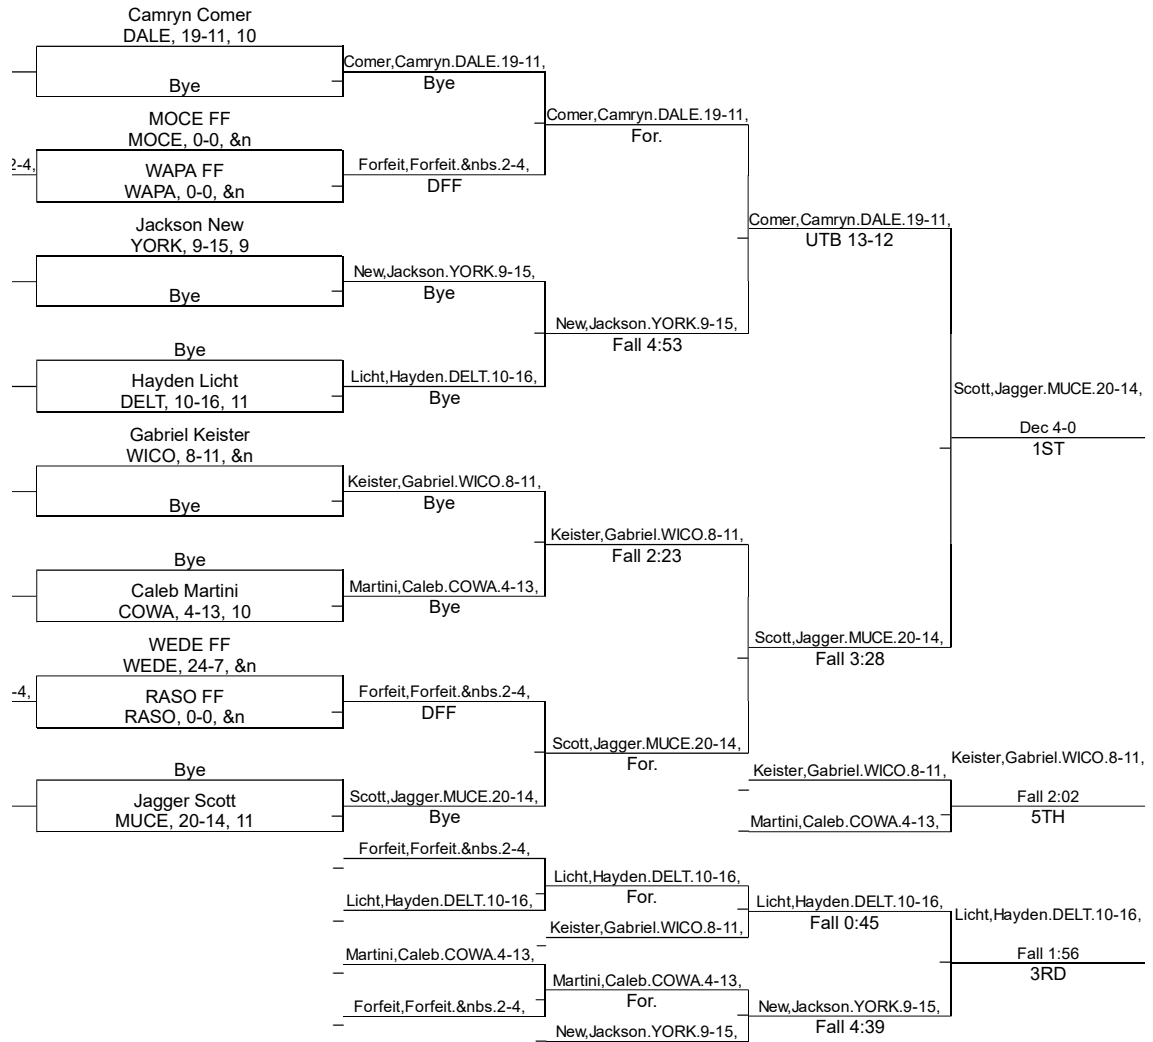 Camryn Comer
DALE, 19-11, 10
Bye
MOCE FF
MOCE, 0-0, &n
2-4,
WAPA FF
WAPA, 0-0, &n
Jackson New
YORK, 9-15, 9
Bye
Bye
Hayden Licht
DELT, 10-16, 11
Gabriel Keister
WICO, 8-11, &n
Bye
Bye
Caleb Martini
COWA, 4-13, 10
WEDE FF
WEDE, 24-7, &n
-4,
RASO FF
RASO, 0-0, &n
Bye
Jagger Scott
MUCE, 20-14, 11
Comer,Camryn.DALE.19-11,
Bye
Forfeit,Forfeit.&nbs.2-4,
DFF
New,Jackson.YORK.9-15,
Bye
Licht,Hayden.DELT.10-16,
Bye
Keister,Gabriel.WICO.8-11,
Bye
Martini,Caleb.COWA.4-13,
Bye
Forfeit,Forfeit.&nbs.2-4,
DFF
Scott,Jagger.MUCE.20-14,
Bye
Comer,Camryn.DALE.19-11,
For.
New,Jackson.YORK.9-15,
Fall 4:53
Keister,Gabriel.WICO.8-11,
Fall 2:23
Scott,Jagger.MUCE.20-14,
For.
Comer,Camryn.DALE.19-11,
UTB 13-12
Scott,Jagger.MUCE.20-14,
Fall 3:28
Scott,Jagger.MUCE.20-14,
Dec 4-0
1ST
Keister,Gabriel.WICO.8-11,
Martini,Caleb.COWA.4-13,
Keister,Gabriel.WICO.8-11,
Fall 2:02
5TH
Forfeit,Forfeit.&nbs.2-4,
Licht,Hayden.DELT.10-16,
Martini,Caleb.COWA.4-13,
Forfeit,Forfeit.&nbs.2-4,
Licht,Hayden.DELT.10-16,
For.
Keister,Gabriel.WICO.8-11,
Martini,Caleb.COWA.4-13,
For.
New,Jackson.YORK.9-15,
Licht,Hayden.DELT.10-16,
Fall 0:45
New,Jackson.YORK.9-15,
Fall 4:39
Licht,Hayden.DELT.10-16,
Fall 1:56
3RD